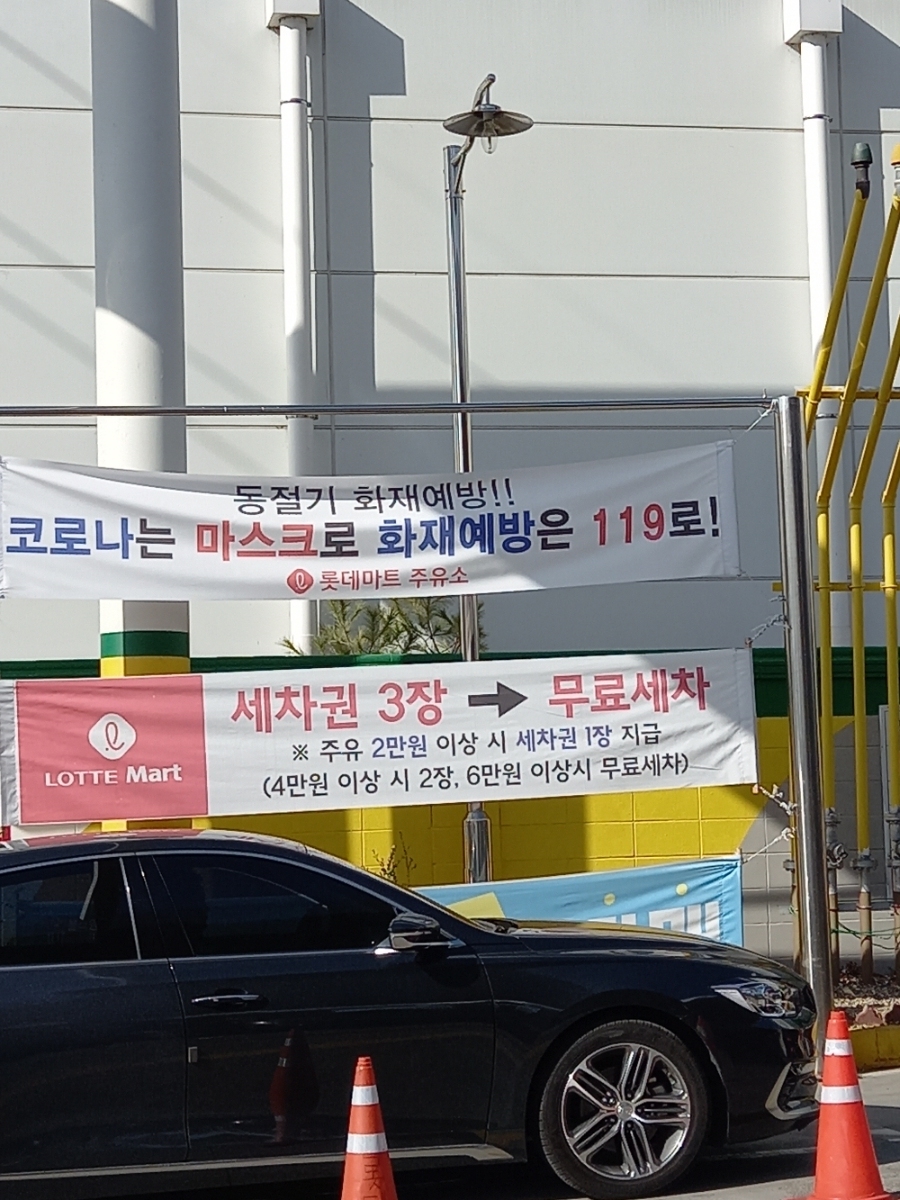 동절기 화재예방!!
코로나는 마스크로 화재예방은 119로!
롯데마트 주유소
LOTTE Mart
세차권 3장 → 무료세차
※ 주유 2만원 이상 시 세차권 1장 지급
(4만원 이상 시 2장, 6만원 이상시 무료세차)